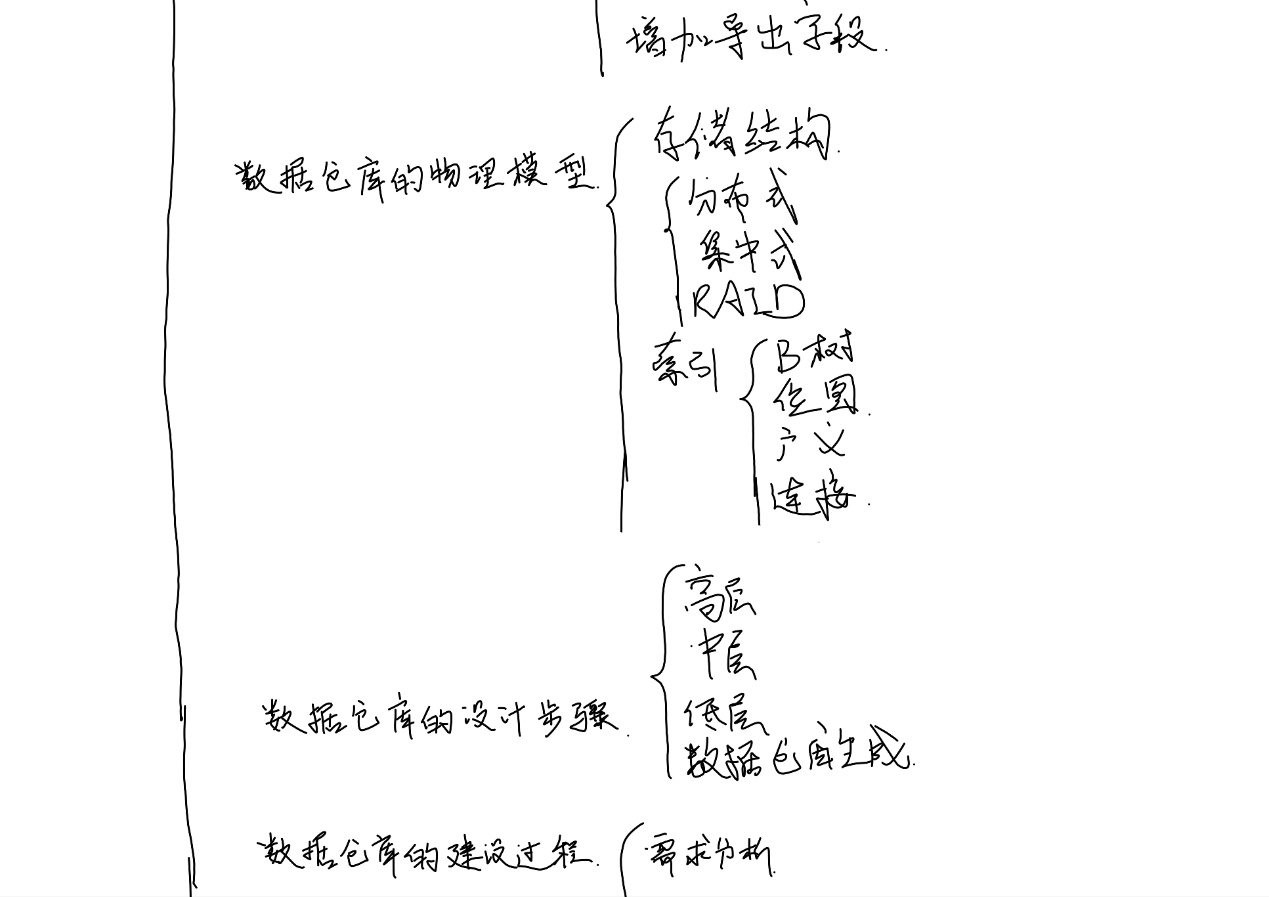 增加导出字段.
数据仓库的物理模型.
存储结构.
分布式
集中式
RAID
索引
B树
位图.
广义
连接.
数据仓库的设计步骤.
高层
中层
低层
数据仓库生成.
数据仓库的建设过程.
需求分析.